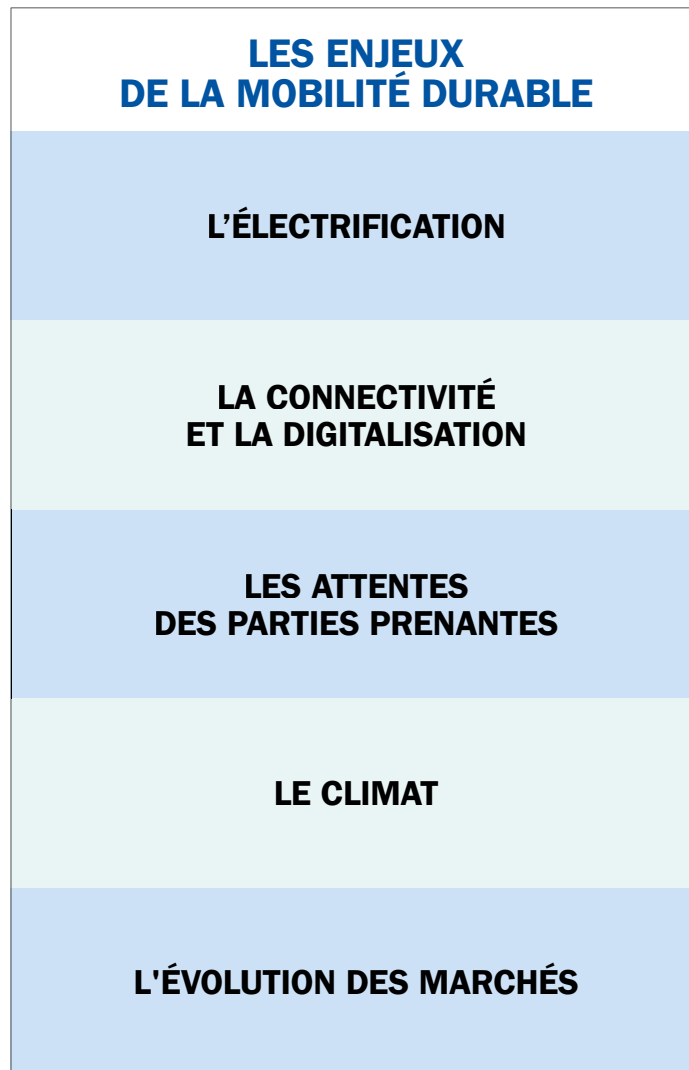 LES ENJEUX
DE LA MOBILITÉ DURABLE
L’ÉLECTRIFICATION
LA CONNECTIVITÉ
ET LA DIGITALISATION
LES ATTENTES
DES PARTIES PRENANTES
LE CLIMAT
L'ÉVOLUTION DES MARCHÉS